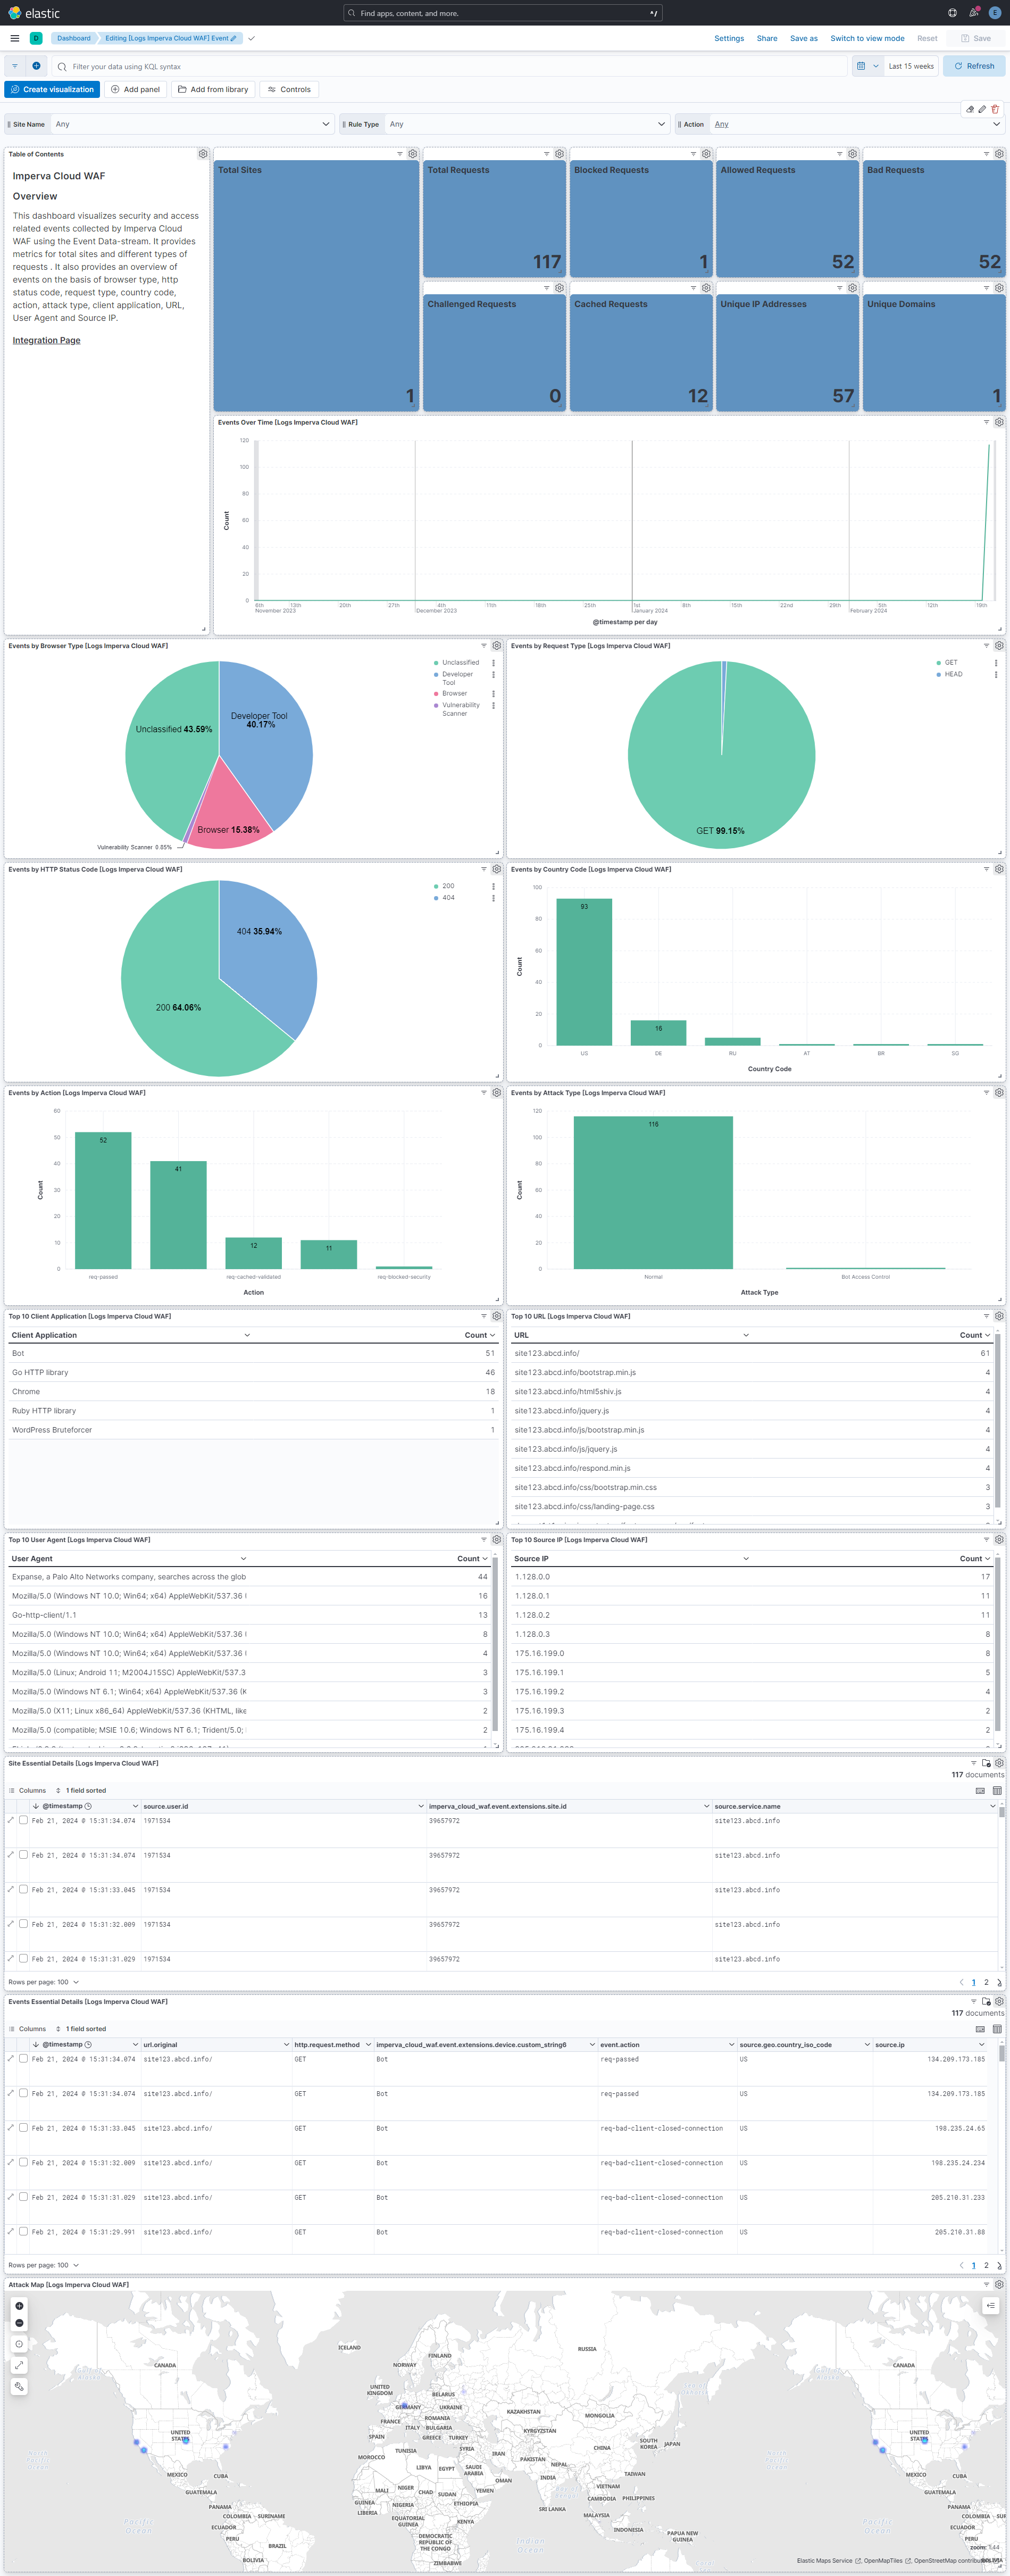 elastic
Find apps, content, and more.
^/
E
D
Dashboard
Editing [Logs Imperva Cloud WAF] Event
Settings
Share
Save as
Switch to view mode
Reset
Save
Filter your data using KQL syntax
Last 15 weeks
Refresh
Create visualization
Add panel
Add from library
Controls
Site Name
Any
Rule Type
Any
Action
Any
Table of Contents
Imperva Cloud WAF
Overview
This dashboard visualizes security and access
related events collected by Imperva Cloud
WAF using the Event Data-stream. It provides
metrics for total sites and different types of
requests . It also provides an overview of
events on the basis of browser type, http
status code, request type, country code,
action, attack type, client application, URL,
User Agent and Source IP.
Integration Page
Total Sites
1
Total Requests
117
Blocked Requests
1
Allowed Requests
52
Bad Requests
52
Challenged Requests
0
Cached Requests
12
Unique IP Addresses
57
Unique Domains
1
Events Over Time [Logs Imperva Cloud WAF]
120
100
80
60
40
20
0
Count
6th 13th 20th 27th 4th 11th 18th 25th 1st 8th 15th 22nd 29th 5th 12th 19th
November 2023 December 2023 January 2024 February 2024
@timestamp per day
Events by Browser Type [Logs Imperva Cloud WAF]
Unclassified 43.59%
Developer Tool
40.17%
Browser 15.38%
Vulnerability Scanner 0.85%
Unclassified
Developer
Tool
Browser
Vulnerability
Scanner
Events by Request Type [Logs Imperva Cloud WAF]
GET 99.15%
GET
HEAD
Events by HTTP Status Code [Logs Imperva Cloud WAF]
404 35.94%
200 64.06%
200
404
Events by Country Code [Logs Imperva Cloud WAF]
100
80
60
40
20
0
Count
93
16
US DE RU AT BR SG
Country Code
Events by Action [Logs Imperva Cloud WAF]
60
50
40
30
20
10
0
Count
52
41
12
11
req-passed req-cached-validated req-blocked-security
Action
Events by Attack Type [Logs Imperva Cloud WAF]
120
100
80
60
40
20
0
Count
116
Normal Bot Access Control
Attack Type
Top 10 Client Application [Logs Imperva Cloud WAF]
Client Application Count
Bot 51
Go HTTP library 46
Chrome 18
Ruby HTTP library 1
WordPress Bruteforcer 1
Top 10 URL [Logs Imperva Cloud WAF]
URL Count
site123.abcd.info/ 61
site123.abcd.info/bootstrap.min.js 4
site123.abcd.info/html5shiv.js 4
site123.abcd.info/jquery.js 4
site123.abcd.info/js/bootstrap.min.js 4
site123.abcd.info/js/jquery.js 4
site123.abcd.info/respond.min.js 4
site123.abcd.info/css/bootstrap.min.css 3
site123.abcd.info/css/landing-page.css 3
Top 10 User Agent [Logs Imperva Cloud WAF]
User Agent Count
Expanse, a Palo Alto Networks company, searches across the glob 44
Mozilla/5.0 (Windows NT 10.0; Win64; x64) AppleWebKit/537.36 ( 16
Go-http-client/1.1 13
Mozilla/5.0 (Windows NT 10.0; Win64; x64) AppleWebKit/537.36 ( 8
Mozilla/5.0 (Windows NT 10.0; Win64; x64) AppleWebKit/537.36 ( 4
Mozilla/5.0 (Linux; Android 11; M2004J15SC) AppleWebKit/537.3 3
Mozilla/5.0 (Windows NT 6.1; Win64; x64) AppleWebKit/537.36 (K 3
Mozilla/5.0 (X11; Linux x86_64) AppleWebKit/537.36 (KHTML, like 2
Mozilla/5.0 (compatible; MSIE 10.6; Windows NT 6.1; Trident/5.0; 2
Top 10 Source IP [Logs Imperva Cloud WAF]
Source IP Count
1.128.0.0 17
1.128.0.1 11
1.128.0.2 11
1.128.0.3 8
175.16.199.0 8
175.16.199.1 5
175.16.199.2 4
175.16.199.3 2
175.16.199.4 2
Site Essential Details [Logs Imperva Cloud WAF]
117 documents
Columns 1 field sorted
@timestamp source.user.id imperva_cloud_waf.event.extensions.site.id source.service.name
Feb 21, 2024 @ 15:31:34.074 1971534 39657972 site123.abcd.info
Feb 21, 2024 @ 15:31:34.074 1971534 39657972 site123.abcd.info
Feb 21, 2024 @ 15:31:33.045 1971534 39657972 site123.abcd.info
Feb 21, 2024 @ 15:31:32.009 1971534 39657972 site123.abcd.info
Feb 21, 2024 @ 15:31:31.029 1971534 39657972 site123.abcd.info
Rows per page: 100
1 2
Events Essential Details [Logs Imperva Cloud WAF]
117 documents
Columns 1 field sorted
@timestamp url.original http.request.method imperva_cloud_waf.event.extensions.device.custom_string6 event.action source.geo.country_iso_code source.ip
Feb 21, 2024 @ 15:31:34.074 site123.abcd.info/ GET Bot req-passed US 134.209.173.185
Feb 21, 2024 @ 15:31:34.074 site123.abcd.info/ GET Bot req-passed US 134.209.173.185
Feb 21, 2024 @ 15:31:33.045 site123.abcd.info/ GET Bot req-bad-client-closed-connection US 198.235.24.65
Feb 21, 2024 @ 15:31:32.009 site123.abcd.info/ GET Bot req-bad-client-closed-connection US 198.235.24.234
Feb 21, 2024 @ 15:31:31.029 site123.abcd.info/ GET Bot req-bad-client-closed-connection US 205.210.31.233
Feb 21, 2024 @ 15:31:29.991 site123.abcd.info/ GET Bot req-bad-client-closed-connection US 205.210.31.88
Rows per page: 100
1 2
Attack Map [Logs Imperva Cloud WAF]
ICELAND
RUSSIA
FINLAND
NORWAY
CANADA
CANADA
UNITED
KINGDOM
BELARUS
GERMANY
UKRAINE
KAZAKHSTAN
MONGOLIA
FRANCE
ROMANIA
ITALY
BULGARIA
SPAIN
GREECE
TURKEY
KYRGYZSTAN
UNITED
STATES
UNITED
STATES
SOUTH
KOREA
JAPAN
CHINA
TUNISIA
SYRIA
IRAN
MOROCCO
PAKISTAN
NEPAL
LIBYA
EGYPT
SAUDI
ARABIA
TAIWAN
MEXICO
CUBA
MEXICO
CUBA
OMAN
INDIA
MALI
NIGER
CHAD
SUDAN
YEMEN
VIETNAM
GUATEMALA
GUATEMALA
GUINEA
NIGERIA
ETHIOPIA
CAMBODIA
PHILIPPINES
PANAMA
PANAMA
LIBERIA
SRI LANKA
COLOMBIA
SURINAME
COLOMBIA
SUR
EQUATORIAL
GUINEA
KENYA
MALAYSIA
ECUADOR
ECUADOR
INDONESIA
PAPUA NEW
GUINEA
PERU
PERU
DEMOCRATIC
REPUBLIC OF
THE CONGO
BRAZIL
BOLIVIA
ZIMBABWE
Pacific
Ocean
Indian
Ocean
Pacific
Ocean
zoom: 1.44
Elastic Maps Service , OpenMapTiles , OpenStreetMap contributors